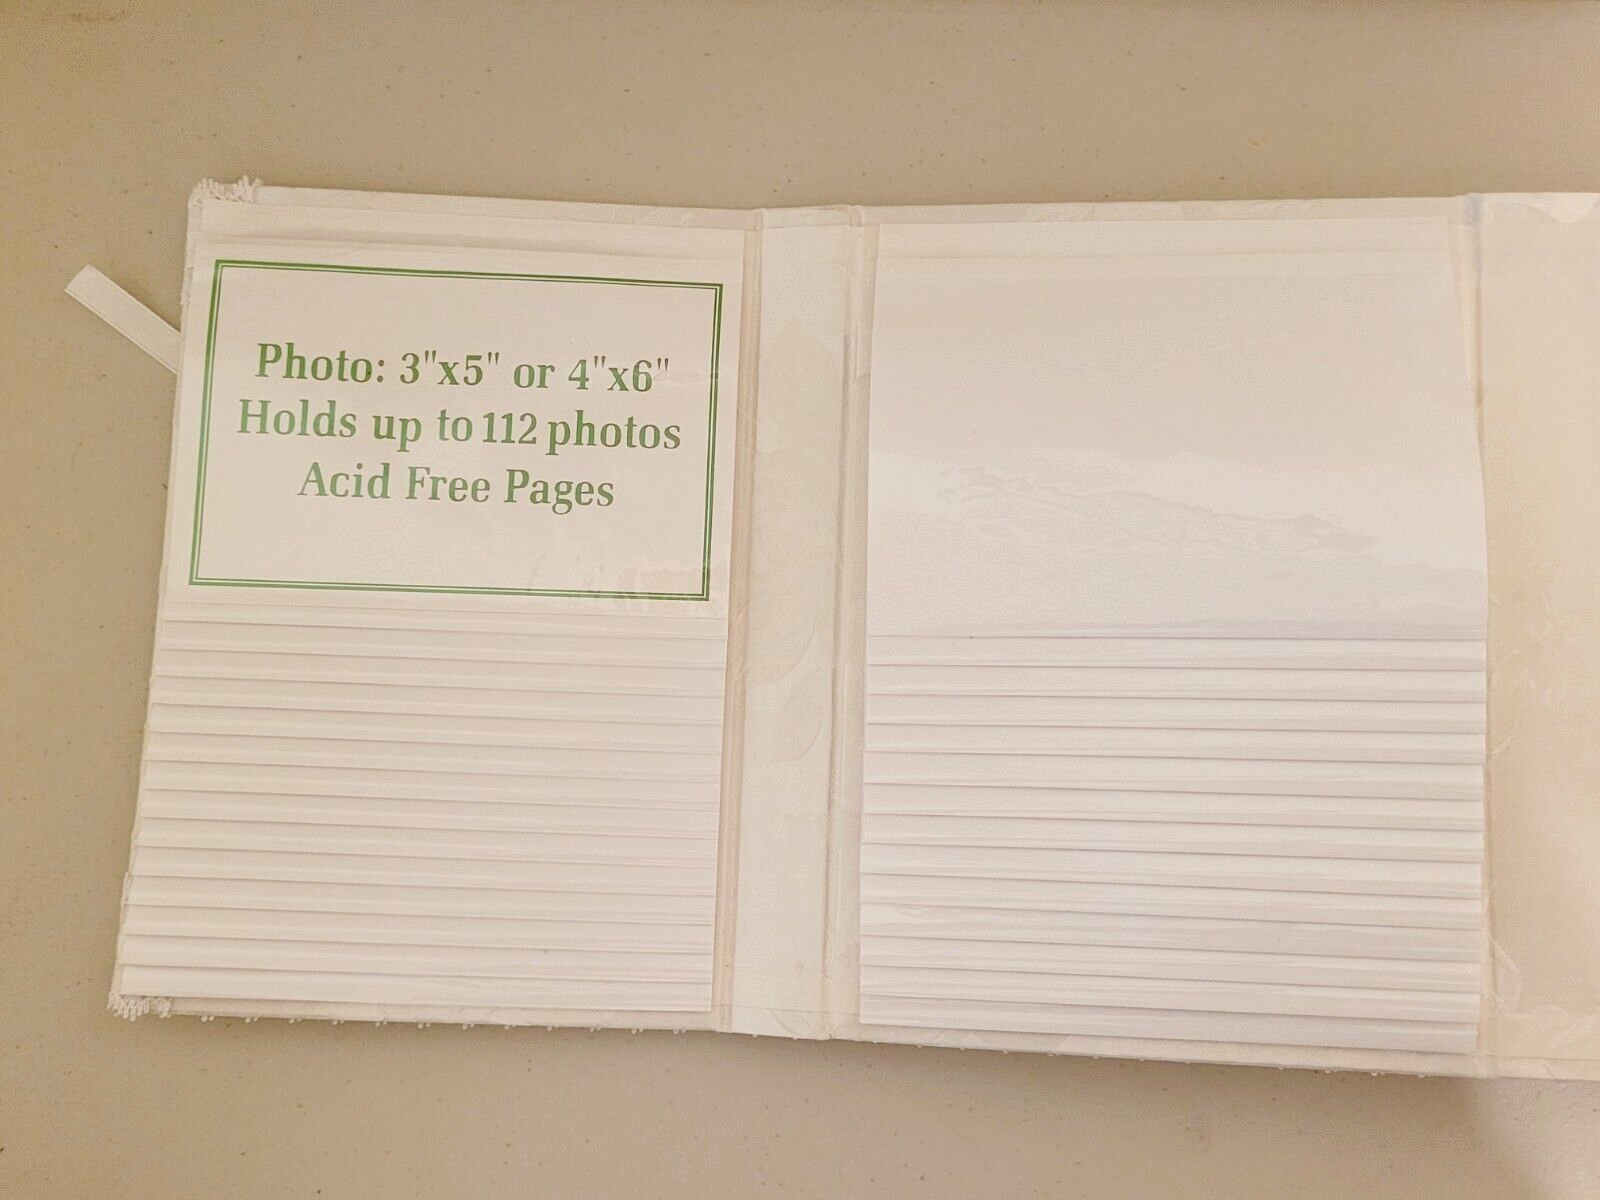 Photo: 3"x5" or 4"x6"
Holds up to 112 photos
Acid Free Pages